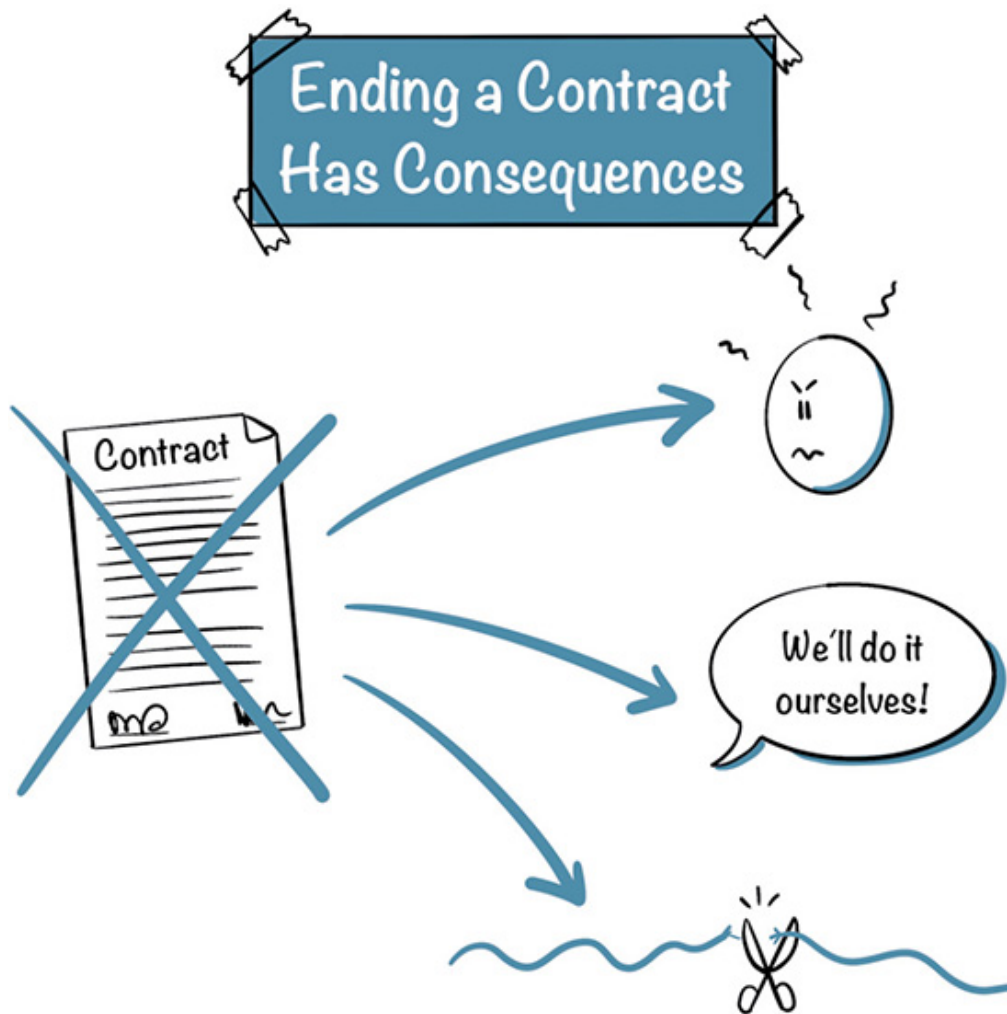 Ending a Contract
Has Consequences
Contract
We'll do it
ourselves!